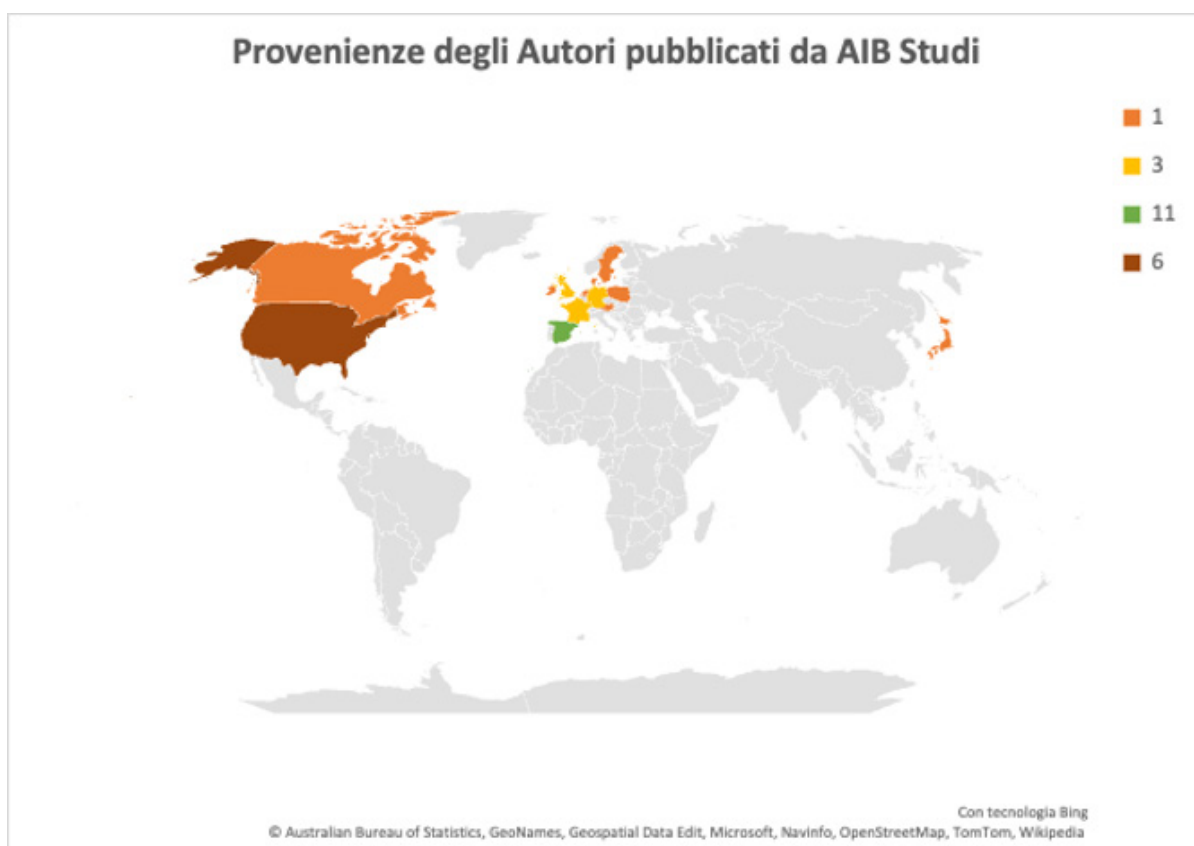 Provenienze degli Autori pubblicati da AIB Studi
1
3
11
6
Con tecnologia Bing
© Australian Bureau of Statistics, GeoNames, Geospatial Data Edit, Microsoft, Navinfo, OpenStreetMap, TomTom, Wikipedia